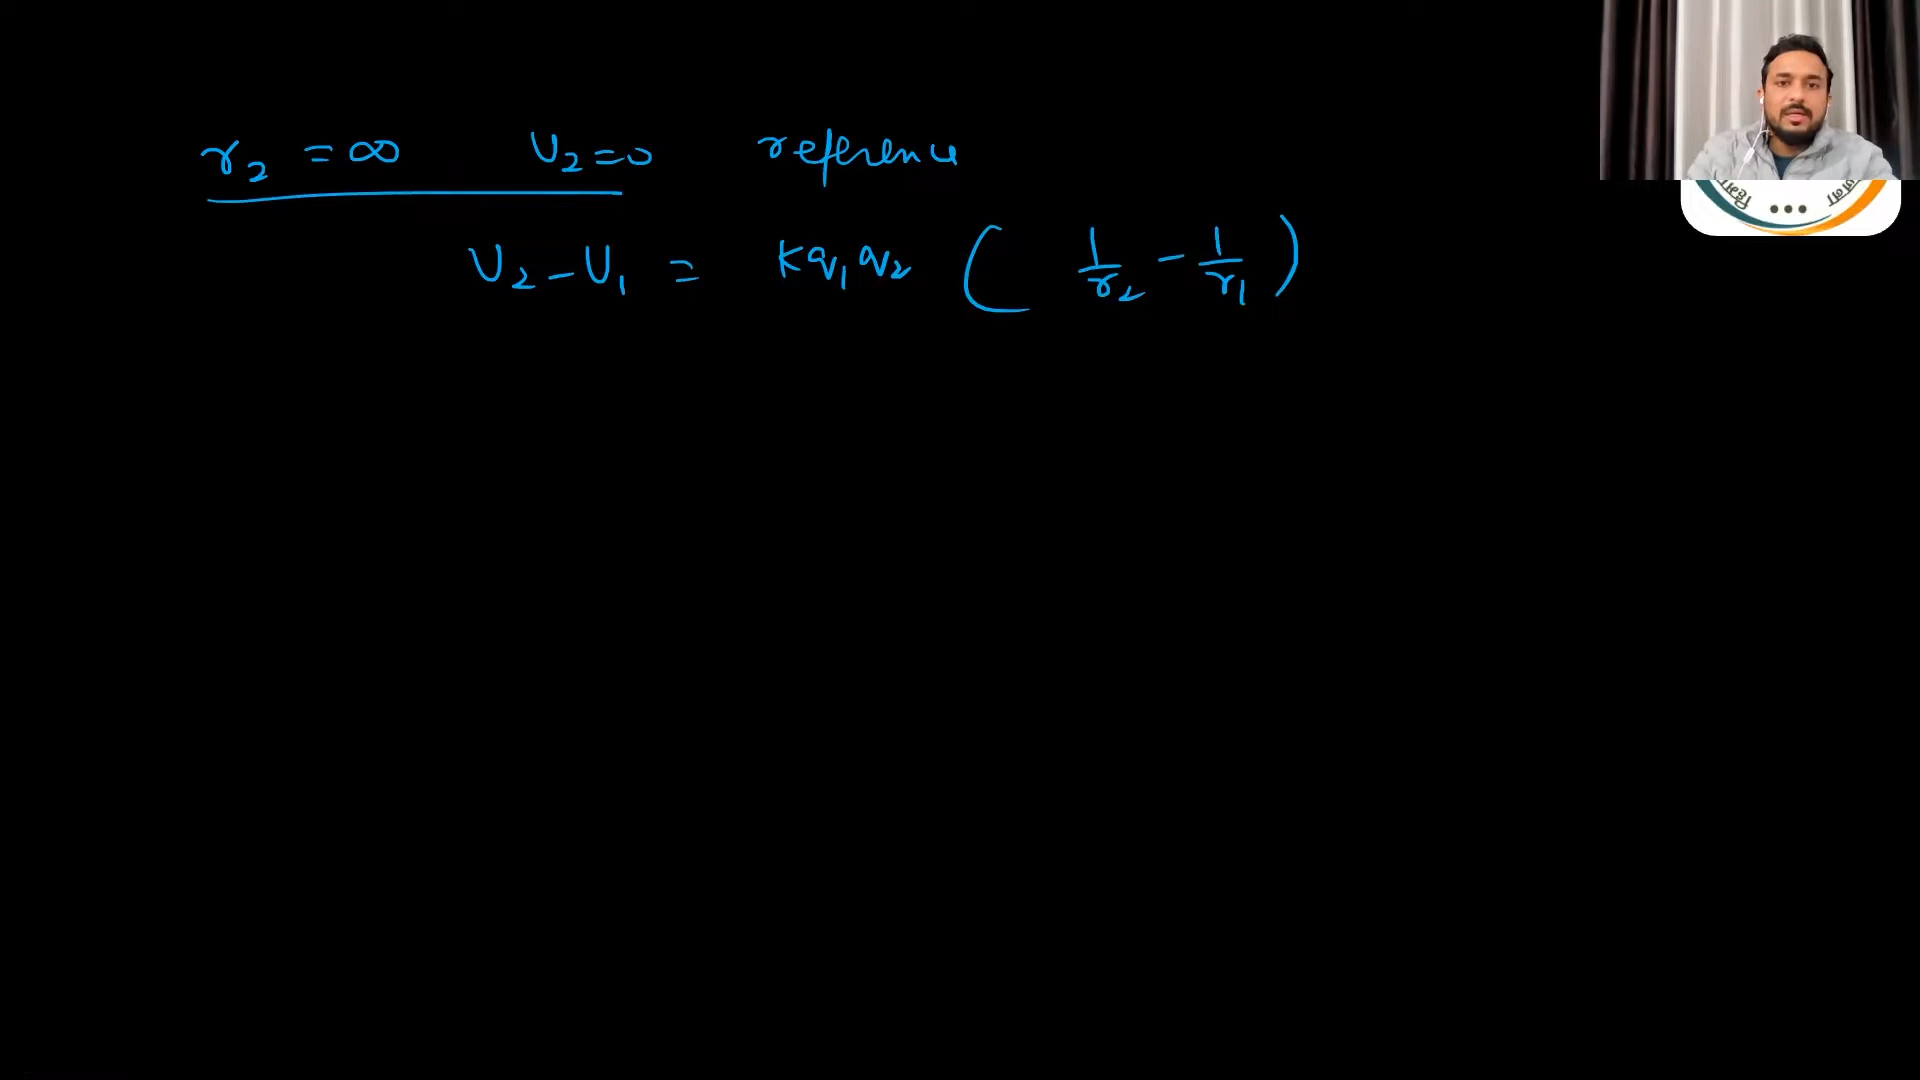 r₂ = ∞ U₂ = 0 reference
U₂ - U₁ = Kq₁q₂ ( 1/r₂ - 1/r₁ )